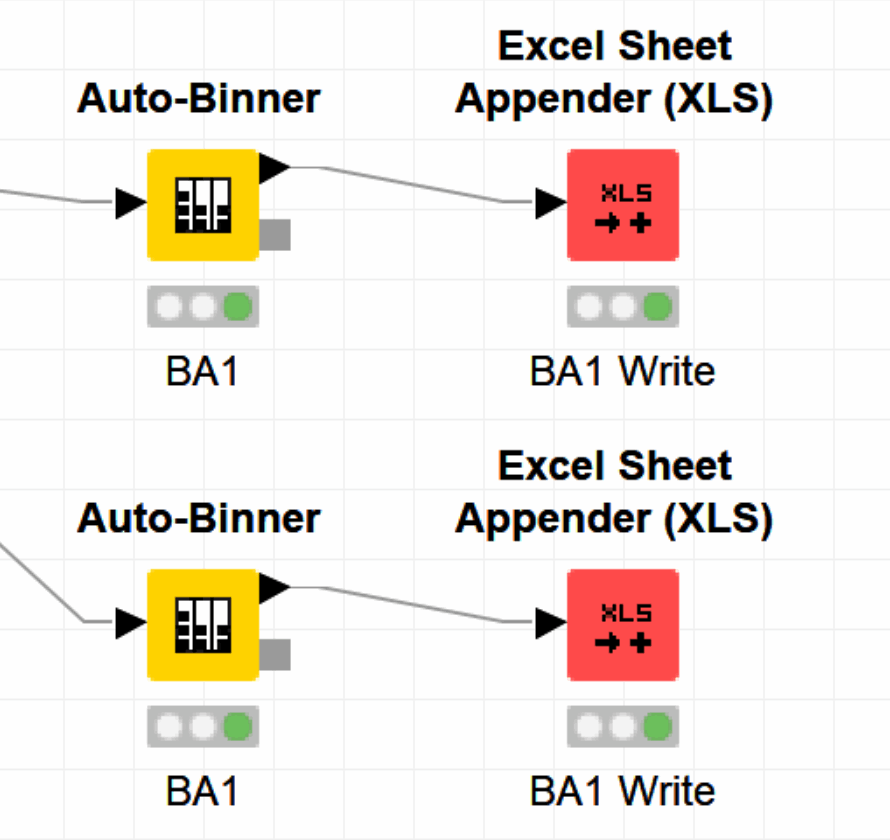 Excel Sheet
Auto-Binner
Appender (XLS)
XLS
BA1
BA1 Write
Excel Sheet
Auto-Binner
Appender (XLS)
XLS
BA1
BA1 Write